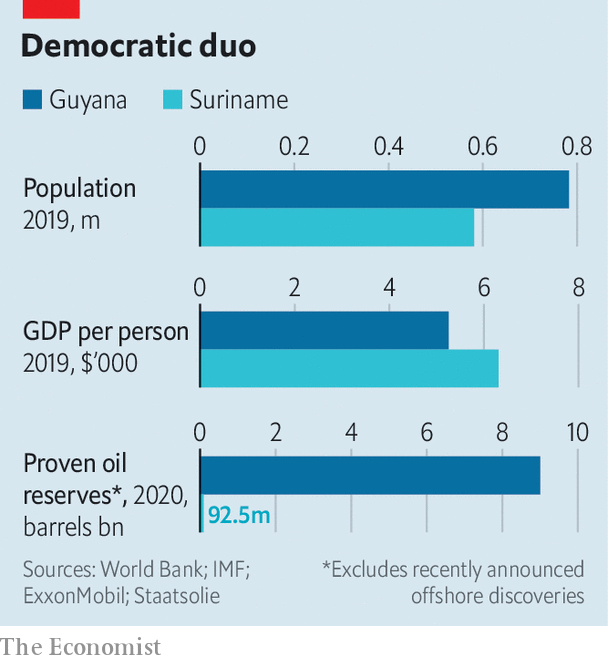 Democratic duo
Guyana Suriname
0 0.2 0.4 0.6 0.8
Population
2019, m
0 2 4 6 8
GDP per person
2019, $’000
0 2 4 6 8 10
Proven oil
reserves*, 2020,
barrels bn
92.5m
Sources: World Bank; IMF;
ExxonMobil; Staatsolie
*Excludes recently announced
offshore discoveries
The Economist